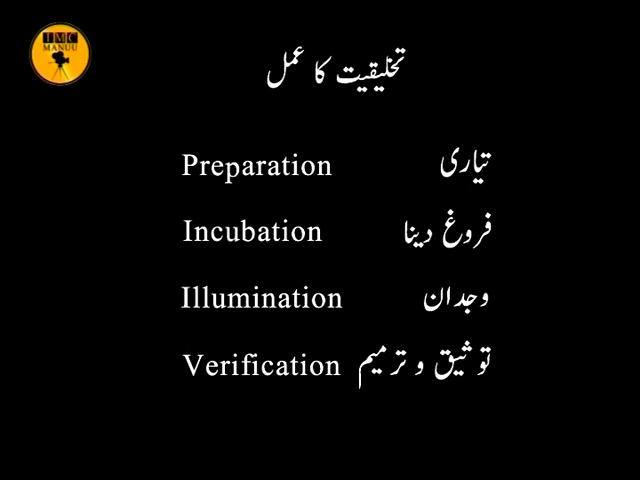 IMC
MANUU
تخلیقیت کا عمل
Preparation تیاری
Incubation فروغ دینا
Illumination وجدان
Verification توثیق و ترمیم